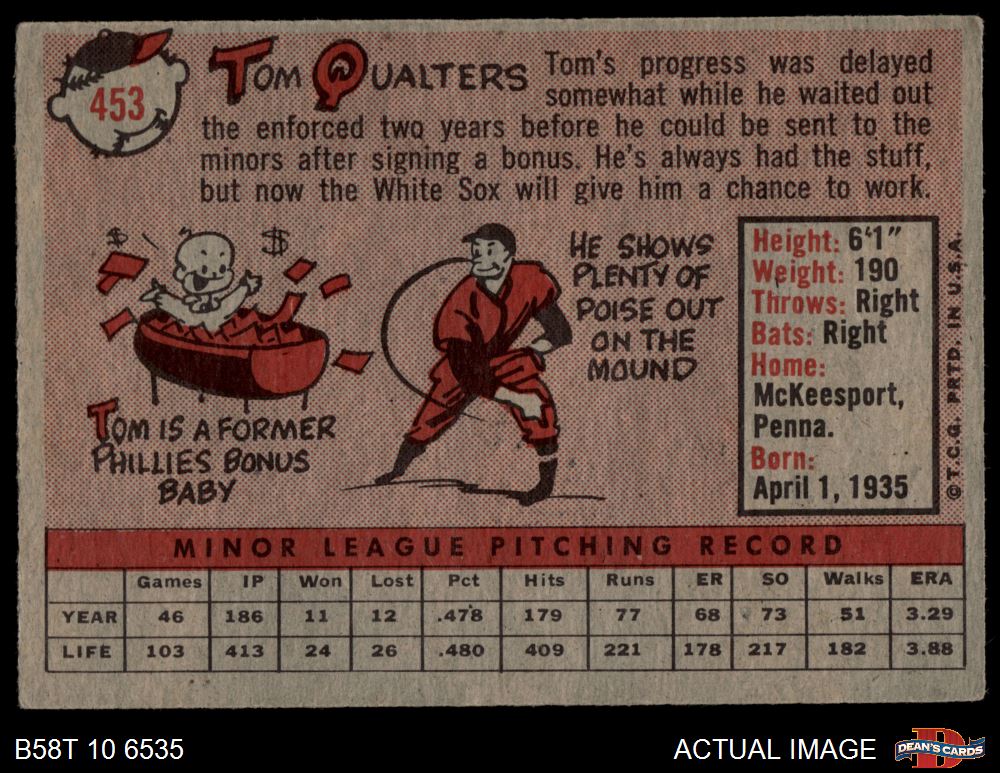 453
TOM QUALTERS
Tom's progress was delayed
somewhat while he waited out
the enforced two years before he could be sent to the
minors after signing a bonus. He's always had the stuff,
but now the White Sox will give him a chance to work.
$ $
TOM IS A FORMER
PHILLIES BONUS
BABY
HE SHOWS
PLENTY OF
POISE OUT
ON THE
MOUND
Height: 6'1"
Weight: 190
Throws: Right
Bats: Right
Home:
McKeesport,
Penna.
Born:
April 1, 1935
© T.C.G. PRTD. IN U.S.A.
MINOR LEAGUE PITCHING RECORD
Games IP Won Lost Pct Hits Runs ER SO Walks ERA
YEAR 46 186 11 12 .478 179 77 68 73 51 3.29
LIFE 103 413 24 26 .480 409 221 178 217 182 3.88
B58T 10 6535
ACTUAL IMAGE
D
DEAN'S CARDS